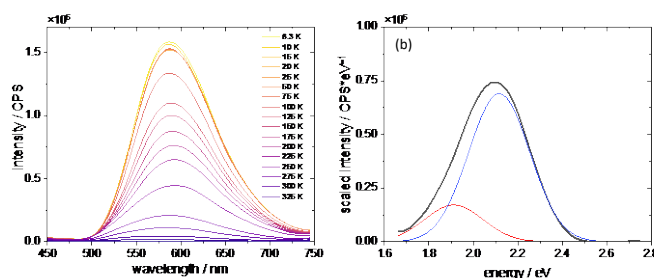 ×10⁶
1.5
1.0
0.5
0.0
Intensity / CPS
450 500 550 600 650 700 750
wavelength / nm
6.3 K
10 K
15 K
20 K
25 K
50 K
75 K
100 K
125 K
150 K
175 K
200 K
225 K
250 K
275 K
300 K
325 K
×10⁶
(b)
1.00
0.75
0.50
0.25
0.00
scaled Intensity / CPS*eV⁻¹
1.6 1.8 2.0 2.2 2.4 2.6 2.8
energy / eV